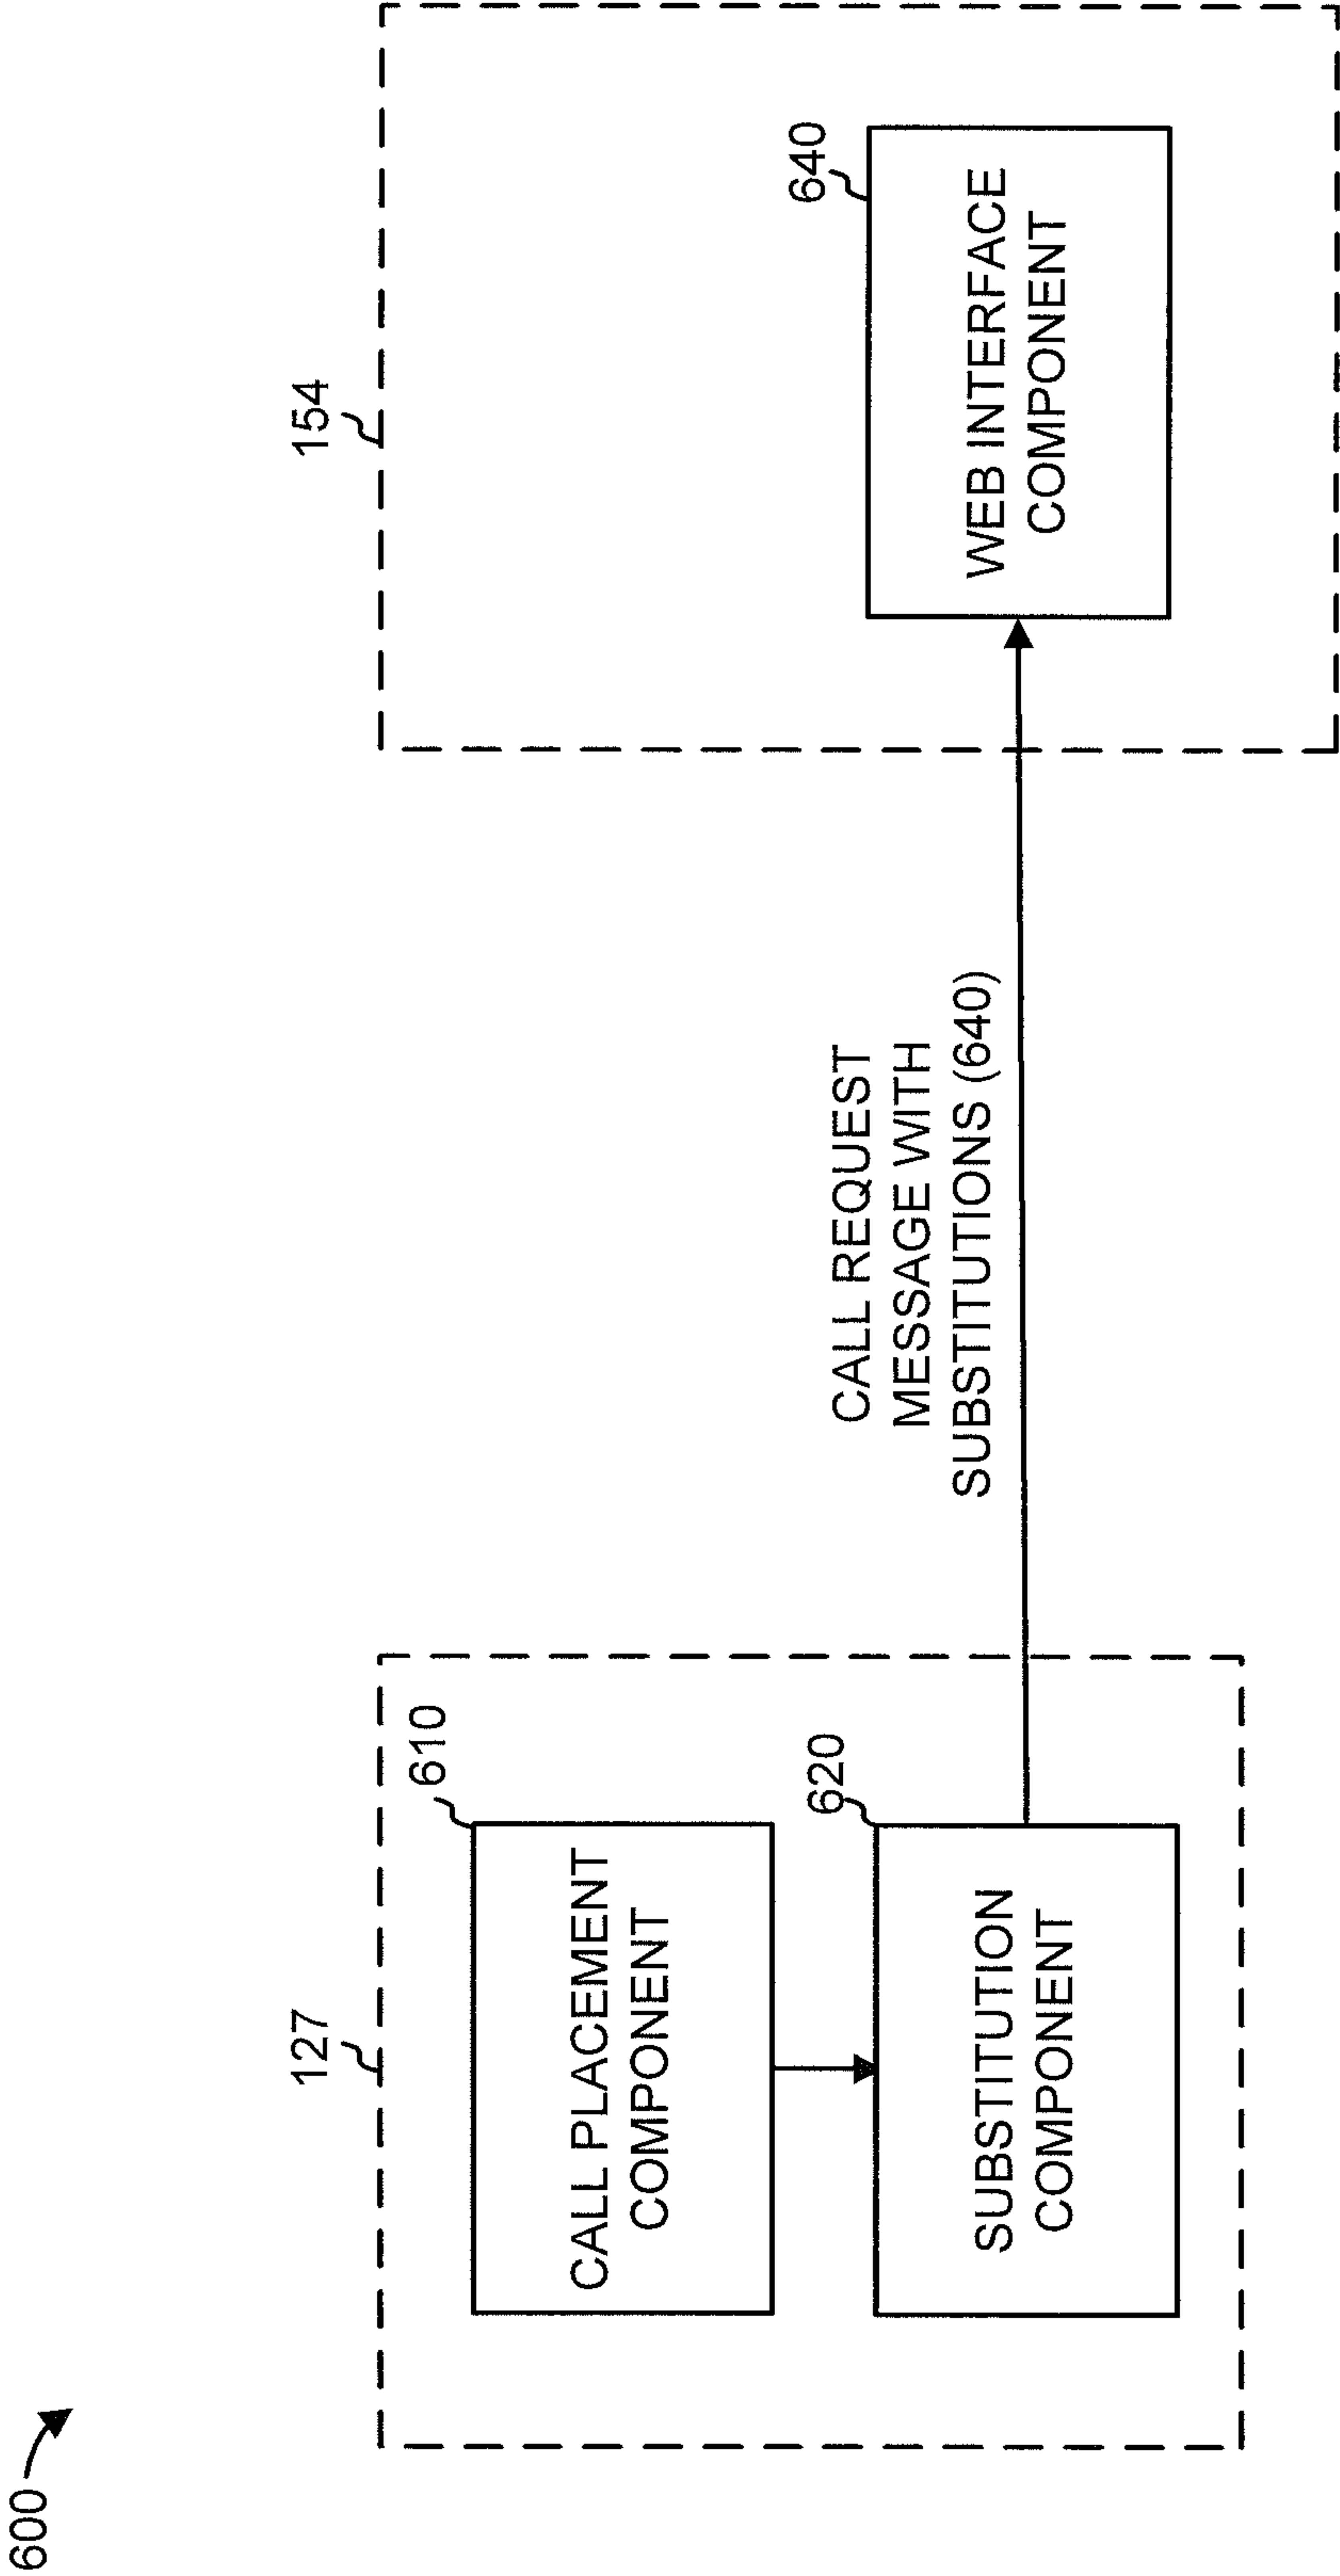 600
127
610
CALL PLACEMENT
COMPONENT
620
SUBSTITUTION
COMPONENT
CALL REQUEST
MESSAGE WITH
SUBSTITUTIONS (640)
154
640
WEB INTERFACE
COMPONENT